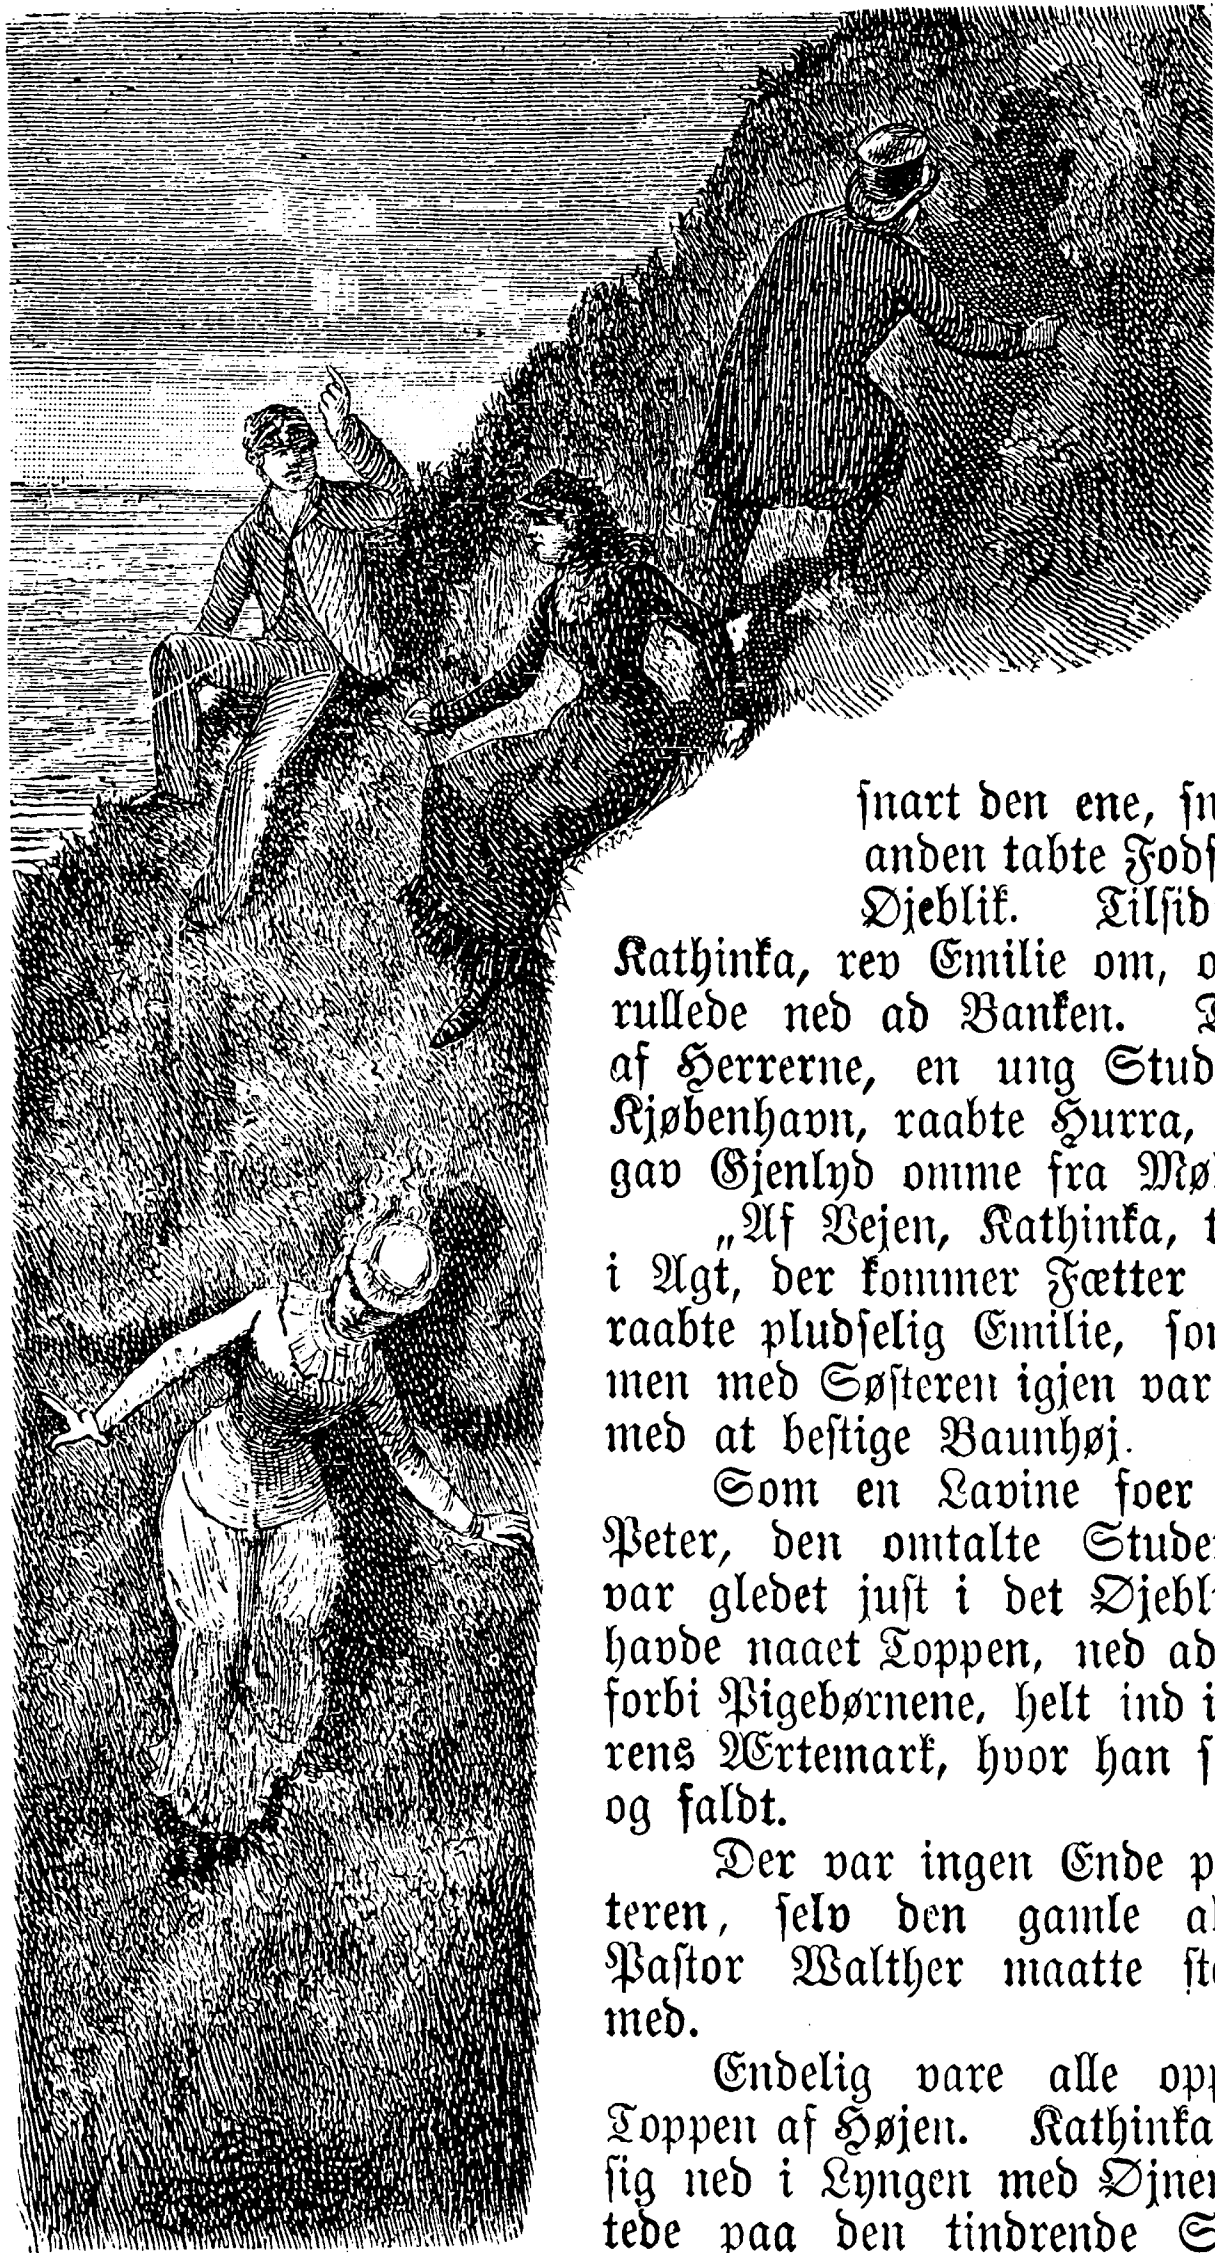 snart den ene, sn
anden tabte Fods
Øjeblik. Tilsid
Kathinka, rev Emilie om, o
rullede ned ad Banken.
af Herrerne, en ung Stud
Kjøbenhavn, raabte Hurra,
gav Gjenlyd omme fra Mø
„Af Vejen, Kathinka, t
i Agt, der kommer Fætter
raabte pludselig Emilie, so
men med Søsteren igjen var
med at bestige Baunhøj.
Som en Lavine foer
Peter, den omtalte Stude
var gledet just i det Øjebl
havde naaet Toppen, ned ad
forbi Pigebørnene, helt ind i
rens Ærtemark, hvor han s
og faldt.
Der var ingen Ende p
teren, selv den gamle a
Pastor Walther maatte st
med.
Endelig vare alle opp
Toppen af Højen. Kathinka
sig ned i Lyngen med Øjne
tede paa den tindrende S